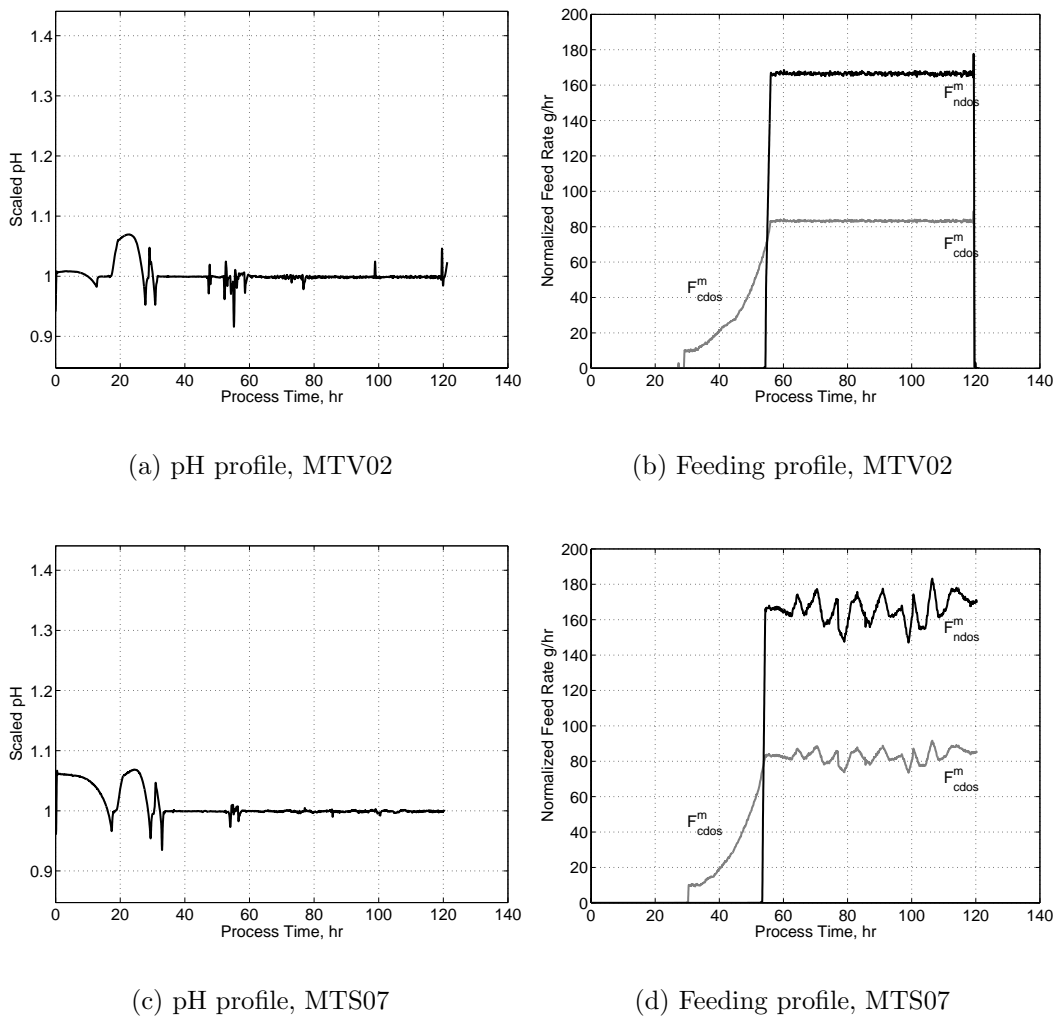 1.4
1.3
1.2
1.1
1
0.9
Scaled pH
0 20 40 60 80 100 120 140
Process Time, hr
(a) pH profile, MTV02
200
180
160
140
120
100
80
60
40
20
0
Normalized Feed Rate g/hr
F^m_ndos
F^m_cdos
F^m_cdos
0 20 40 60 80 100 120 140
Process Time, hr
(b) Feeding profile, MTV02
1.4
1.3
1.2
1.1
1
0.9
Scaled pH
0 20 40 60 80 100 120 140
Process Time, hr
(c) pH profile, MTS07
200
180
160
140
120
100
80
60
40
20
0
Normalized Feed Rate g/hr
F^m_ndos
F^m_cdos
F^m_cdos
0 20 40 60 80 100 120 140
Process Time, hr
(d) Feeding profile, MTS07